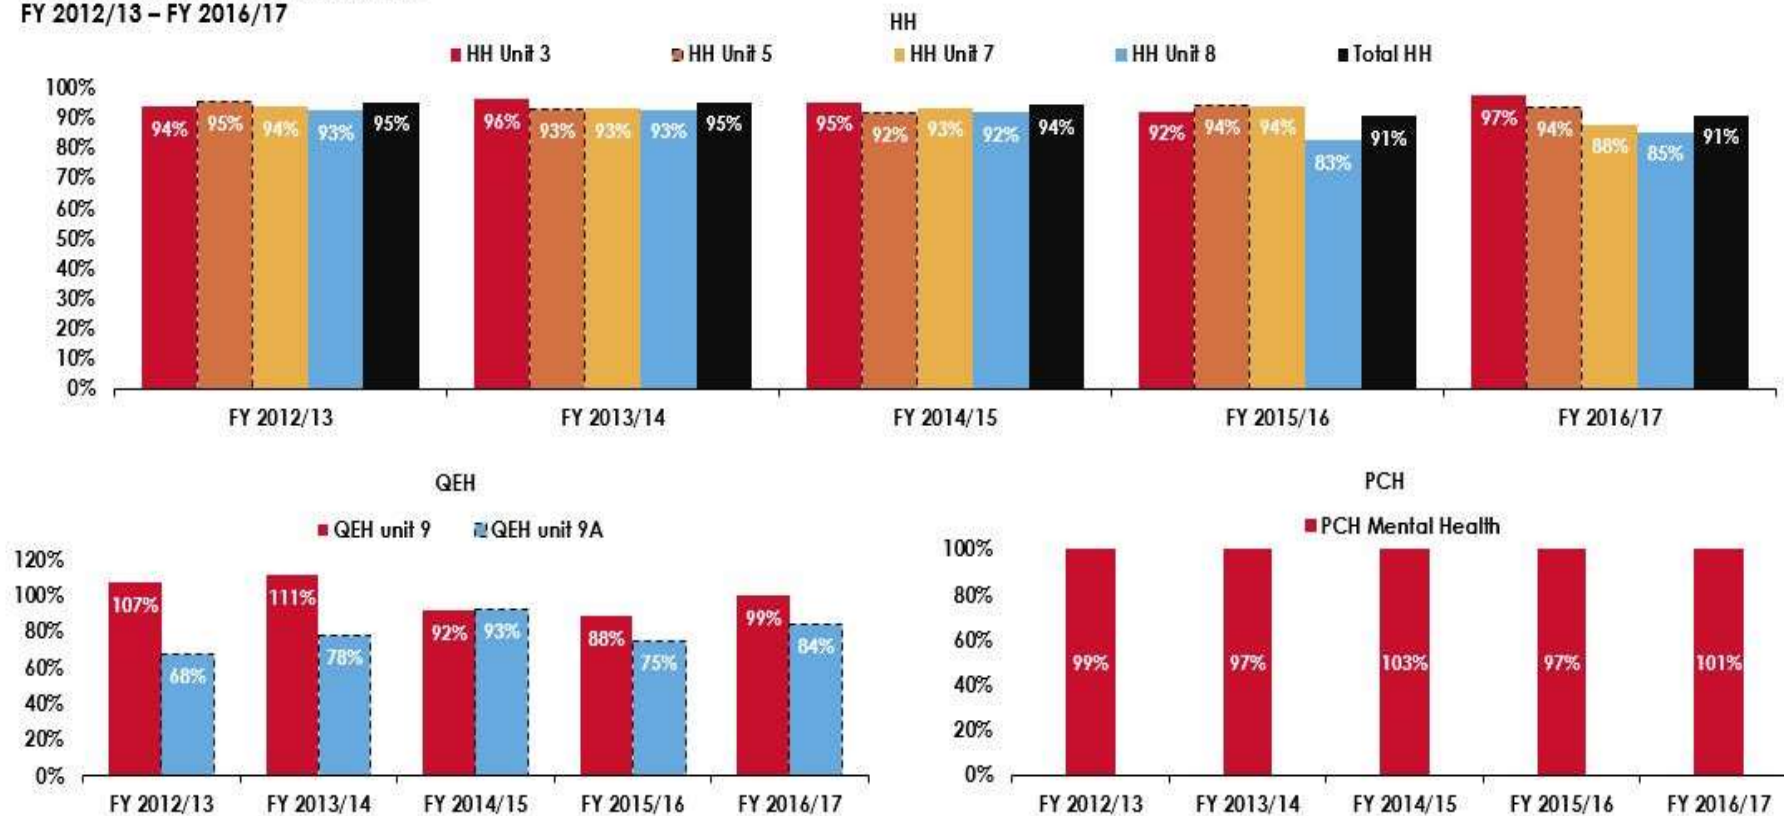 FY 2012/13 – FY 2016/17
HH
HH Unit 3 HH Unit 5 HH Unit 7 HH Unit 8 Total HH
100%
90%
80%
70%
60%
50%
40%
30%
20%
10%
0%
94% 95% 94% 93% 95%
96% 93% 93% 93% 95%
95% 92% 93% 92% 94%
92% 94% 94% 83% 91%
97% 94% 88% 85% 91%
FY 2012/13 FY 2013/14 FY 2014/15 FY 2015/16 FY 2016/17
QEH
QEH unit 9 QEH unit 9A
120%
100%
80%
60%
40%
20%
0%
107% 68%
111% 78%
92% 93%
88% 75%
99% 84%
FY 2012/13 FY 2013/14 FY 2014/15 FY 2015/16 FY 2016/17
PCH
PCH Mental Health
100%
80%
60%
40%
20%
0%
99% 97% 103% 97% 101%
FY 2012/13 FY 2013/14 FY 2014/15 FY 2015/16 FY 2016/17